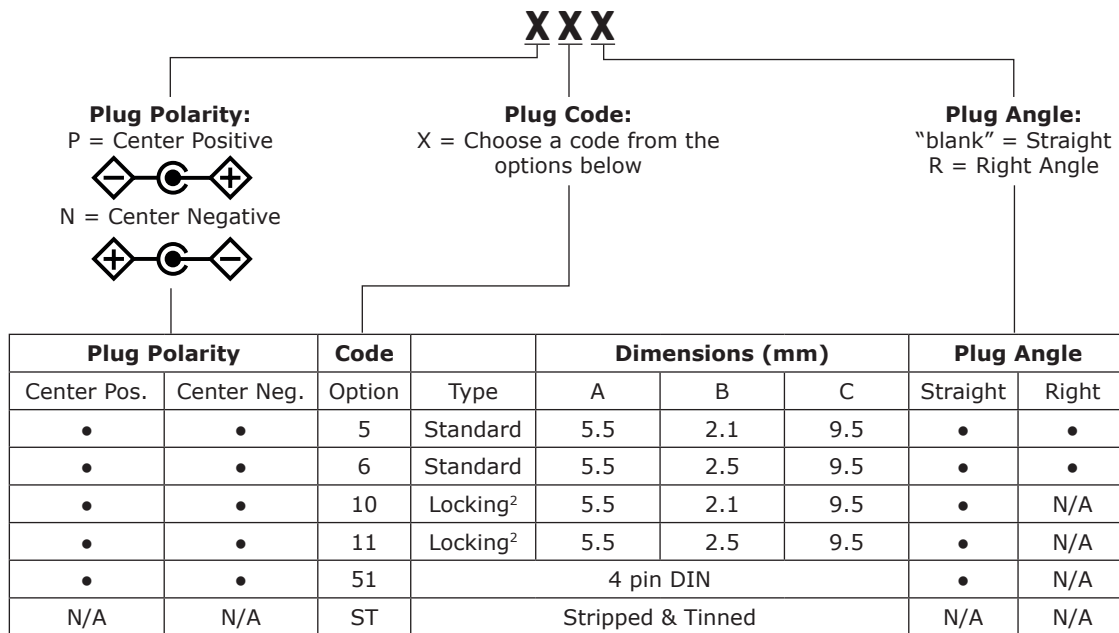 X X X
Plug Polarity:
P = Center Positive
N = Center Negative
Plug Code:
X = Choose a code from the
options below
Plug Angle:
“blank” = Straight
R = Right Angle
Plug Polarity Code Dimensions (mm) Plug Angle
Center Pos. Center Neg. Option Type A B C Straight Right
• • 5 Standard 5.5 2.1 9.5 • •
• • 6 Standard 5.5 2.5 9.5 • •
• • 10 Locking² 5.5 2.1 9.5 • N/A
• • 11 Locking² 5.5 2.5 9.5 • N/A
• • 51 4 pin DIN • N/A
N/A N/A ST Stripped & Tinned N/A N/A